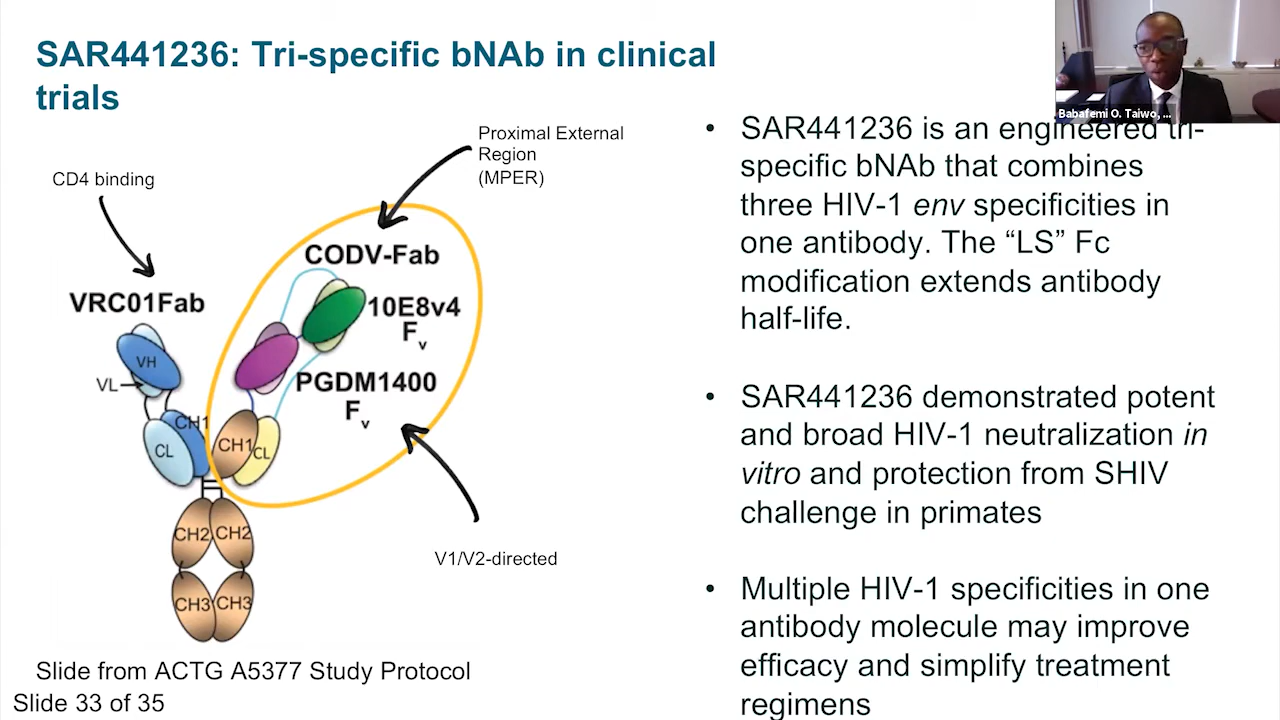 SAR441236: Tri-specific bNAb in clinical
trials
Babafemi O. Taiwo, ...
Proximal External
Region
(MPER)
CD4 binding
CODV-Fab
VRC01Fab
10E8v4
Fv
VH
VL
PGDM1400
Fv
CH1
CL
CH1
CL
CH2
CH2
CH3
CH3
V1/V2-directed
Slide from ACTG A5377 Study Protocol
Slide 33 of 35
• SAR441236 is an engineered tri-
specific bNAb that combines
three HIV-1 env specificities in
one antibody. The “LS” Fc
modification extends antibody
half-life.
• SAR441236 demonstrated potent
and broad HIV-1 neutralization in
vitro and protection from SHIV
challenge in primates
• Multiple HIV-1 specificities in one
antibody molecule may improve
efficacy and simplify treatment
regimens